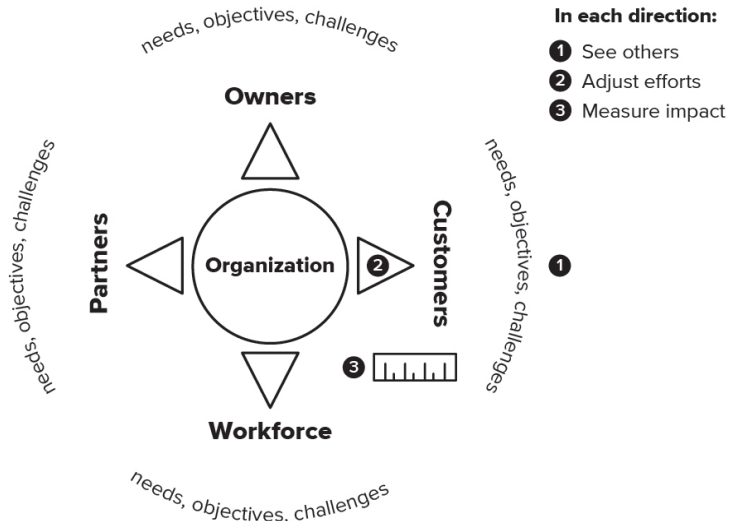 needs, objectives, challenges
In each direction:
1 See others
2 Adjust efforts
3 Measure impact
Owners
needs, objectives, challenges
Partners
Organization
2
Customers
needs, objectives, challenges
1
3
Workforce
needs, objectives, challenges